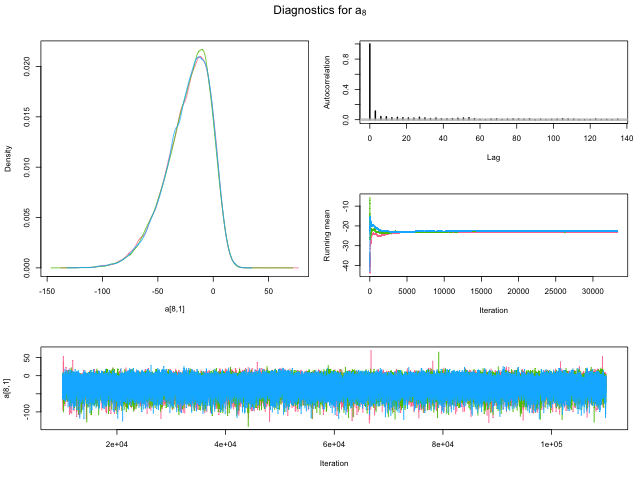 Diagnostics for a8
Density
0.000
0.005
0.010
0.015
0.020
-150
-100
-50
0
50
a[8,1]
Autocorrelation
0.0
0.4
0.8
0
20
40
60
80
100
120
140
Lag
Running mean
-40
-30
-20
-10
0
5000
10000
15000
20000
25000
30000
Iteration
a[8,1]
-100
0
50
2e+04
4e+04
6e+04
8e+04
1e+05
Iteration